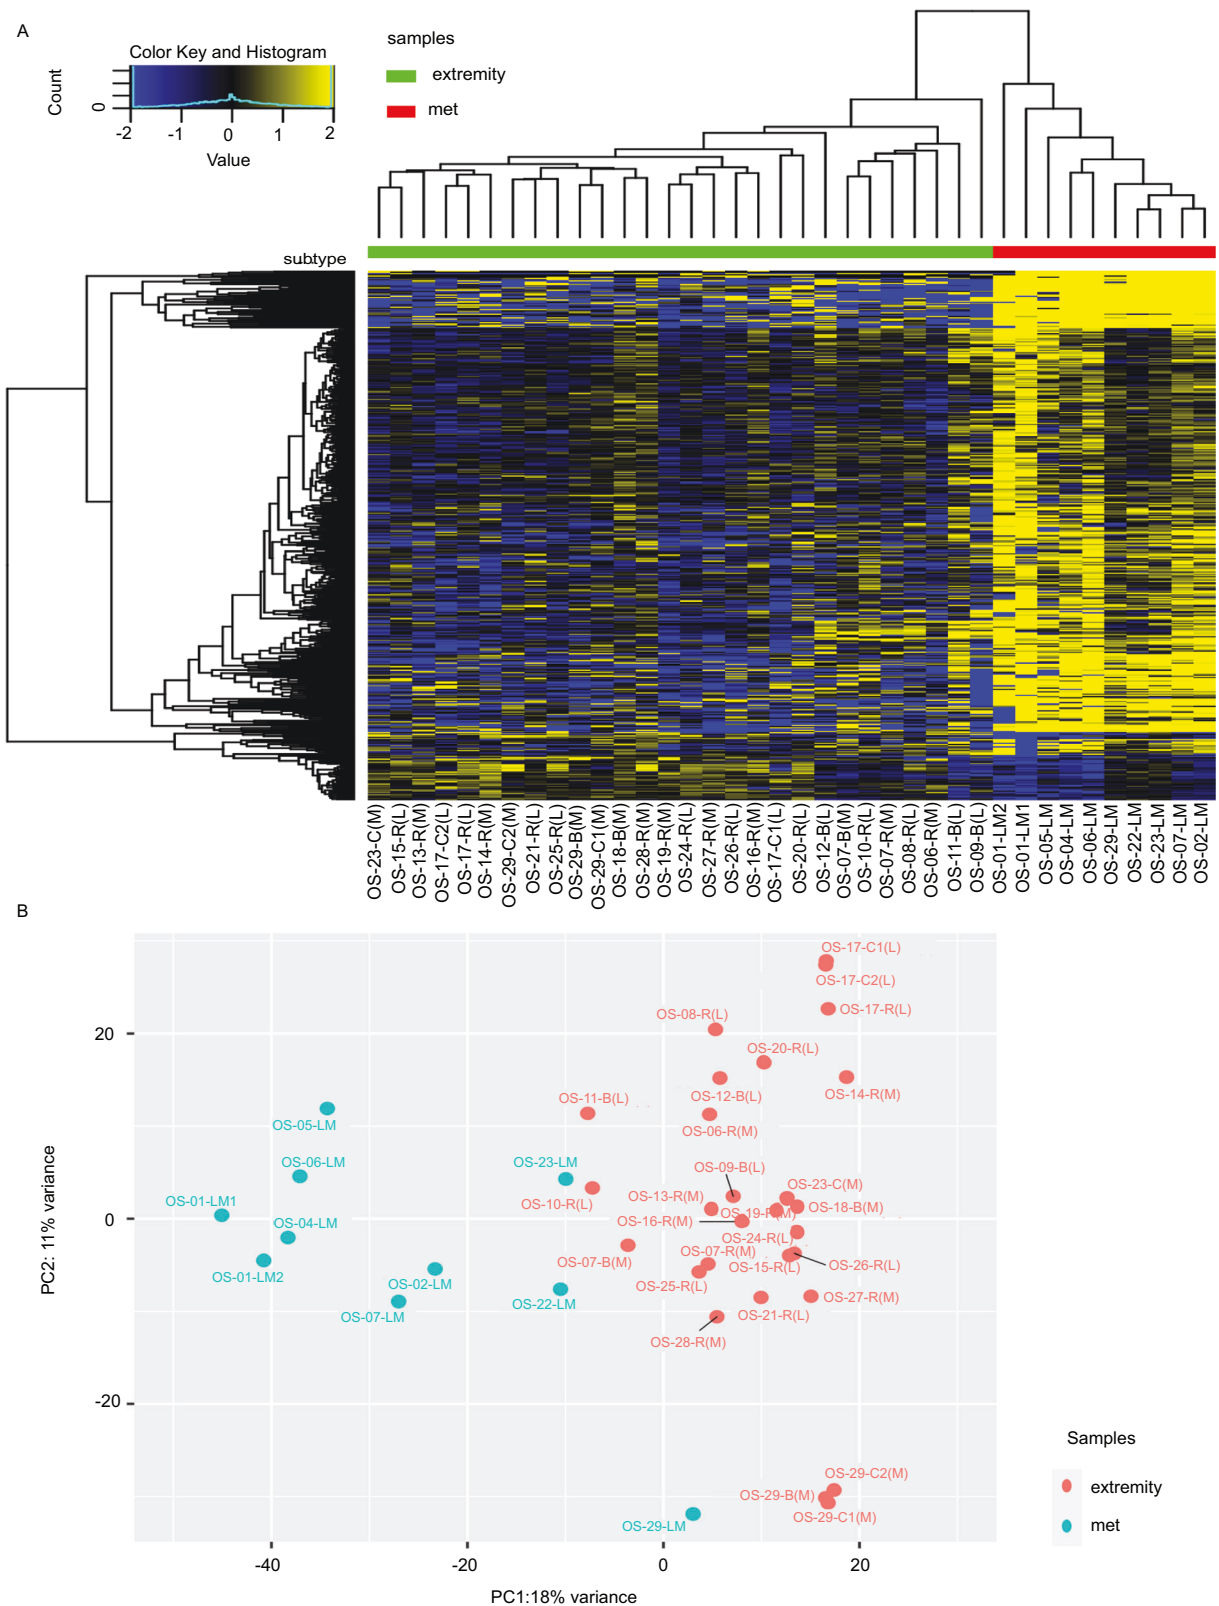 A
Color Key and Histogram
Count
0
-2 -1 0 1 2
Value
samples
extremity
met
subtype
OS-23-C(M)
OS-15-R(L)
OS-13-R(M)
OS-17-C2(L)
OS-17-R(L)
OS-14-R(M)
OS-29-C2(M)
OS-21-R(L)
OS-25-R(L)
OS-29-B(M)
OS-29-C1(M)
OS-18-B(M)
OS-28-R(M)
OS-19-R(M)
OS-24-R(L
OS-27-R(M)
OS-26-R(L)
OS-16-R(M)
OS-17-C1(L)
OS-20-R(L)
OS-12-B(L)
OS-07-B(M)
OS-10-R(L)
OS-07-R(M)
OS-08-R(L)
OS-06-R(M)
OS-11-B(L)
OS-09-B(L)
OS-01-LM2
OS-01-LM1
OS-05-LM
OS-04-LM
OS-06-LM
OS-29-LM
OS-22-LM
OS-23-LM
OS-07-LM
OS-02-LM
B
OS-17-C1(L)
OS-17-C2(L)
OS-17-R(L)
OS-08-R(L)
20
OS-20-R(L)
OS-12-B(L)
OS-14-R(M)
OS-11-B(L)
OS-05-LM
OS-06-R(M)
OS-06-LM
OS-23-LM
OS-09-B(L)
OS-23-C(M)
OS-01-LM1
OS-10-R(L)
OS-13-R(M)
OS-18-B(M)
OS-19-R(M)
0
OS-04-LM
OS-16-R(M)
OS-24-R(L)
OS-07-R(M)
OS-07-B(M)
OS-15-R(L)
OS-26-R(L)
OS-01-LM2
OS-02-LM
OS-25-R(L)
OS-22-LM
OS-27-R(M)
OS-07-LM
OS-21-R(L)
OS-28-R(M)
PC2: 11% variance
-20
OS-29-C2(M)
OS-29-B(M)
OS-29-C1(M)
OS-29-LM
-40 -20 0 20
PC1:18% variance
Samples
extremity
met